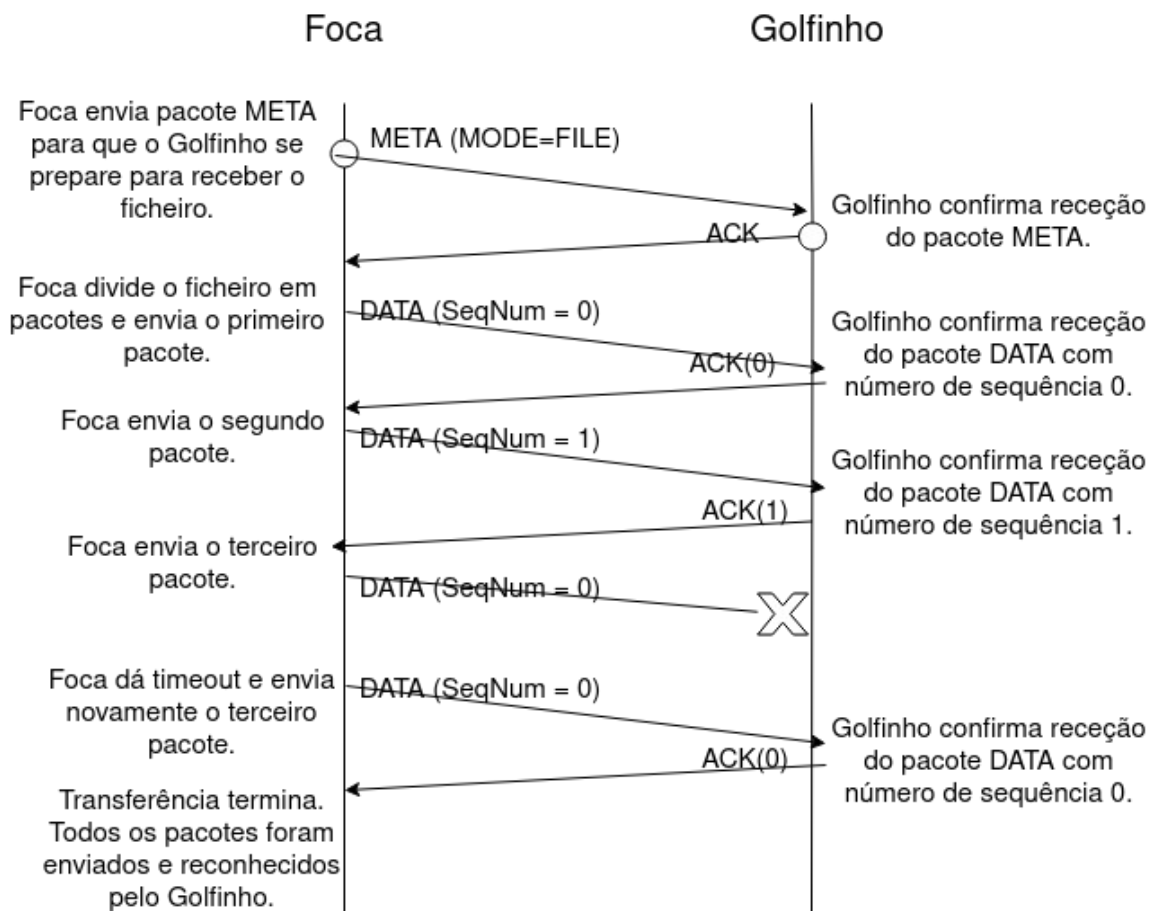 Foca
Golfinho
Foca envia pacote META
para que o Golfinho se
prepare para receber o
ficheiro.
META (MODE=FILE)
Golfinho confirma receção
do pacote META.
ACK
Foca divide o ficheiro em
pacotes e envia o primeiro
pacote.
DATA (SeqNum = 0)
Golfinho confirma receção
do pacote DATA com
número de sequência 0.
ACK(0)
Foca envia o segundo
pacote.
DATA (SeqNum = 1)
Golfinho confirma receção
do pacote DATA com
número de sequência 1.
ACK(1)
Foca envia o terceiro
pacote.
DATA (SeqNum = 0)
Foca dá timeout e envia
novamente o terceiro
pacote.
DATA (SeqNum = 0)
Golfinho confirma receção
do pacote DATA com
número de sequência 0.
ACK(0)
Transferência termina.
Todos os pacotes foram
enviados e reconhecidos
pelo Golfinho.